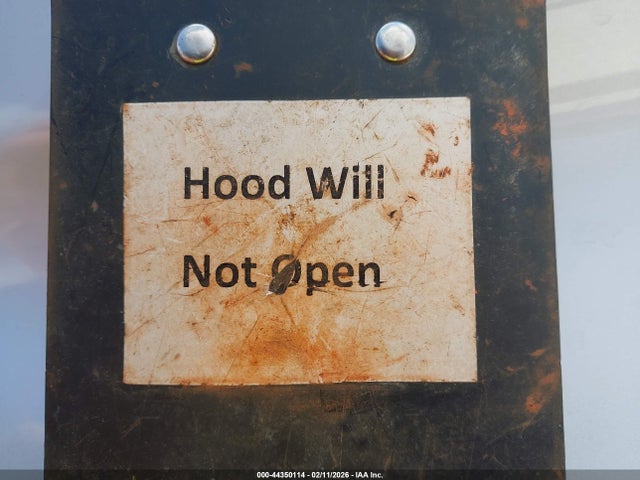 Hood Will
Not Open
000-44350114 - 02/11/2026 - IAA Inc.